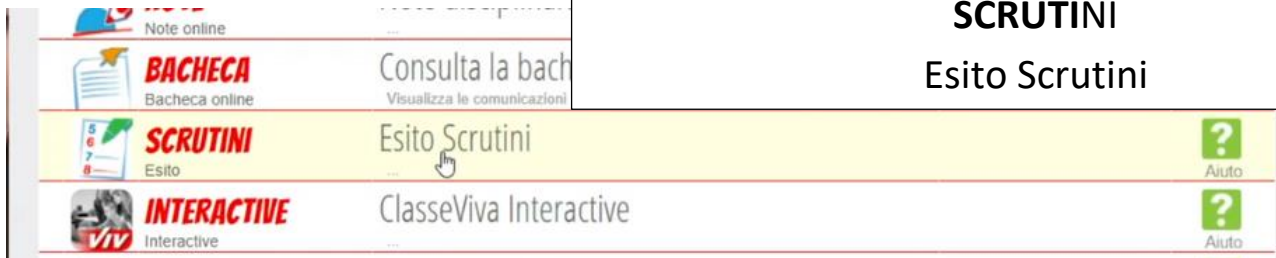 Note online
SCRUTINI
Esito Scrutini
BACHECA
Bacheca online
Consulta la bach
Visualizza le comunicazioni
SCRUTINI
Esito
Esito Scrutini
...
Aiuto
INTERACTIVE
Interactive
ClasseViva Interactive
...
Aiuto